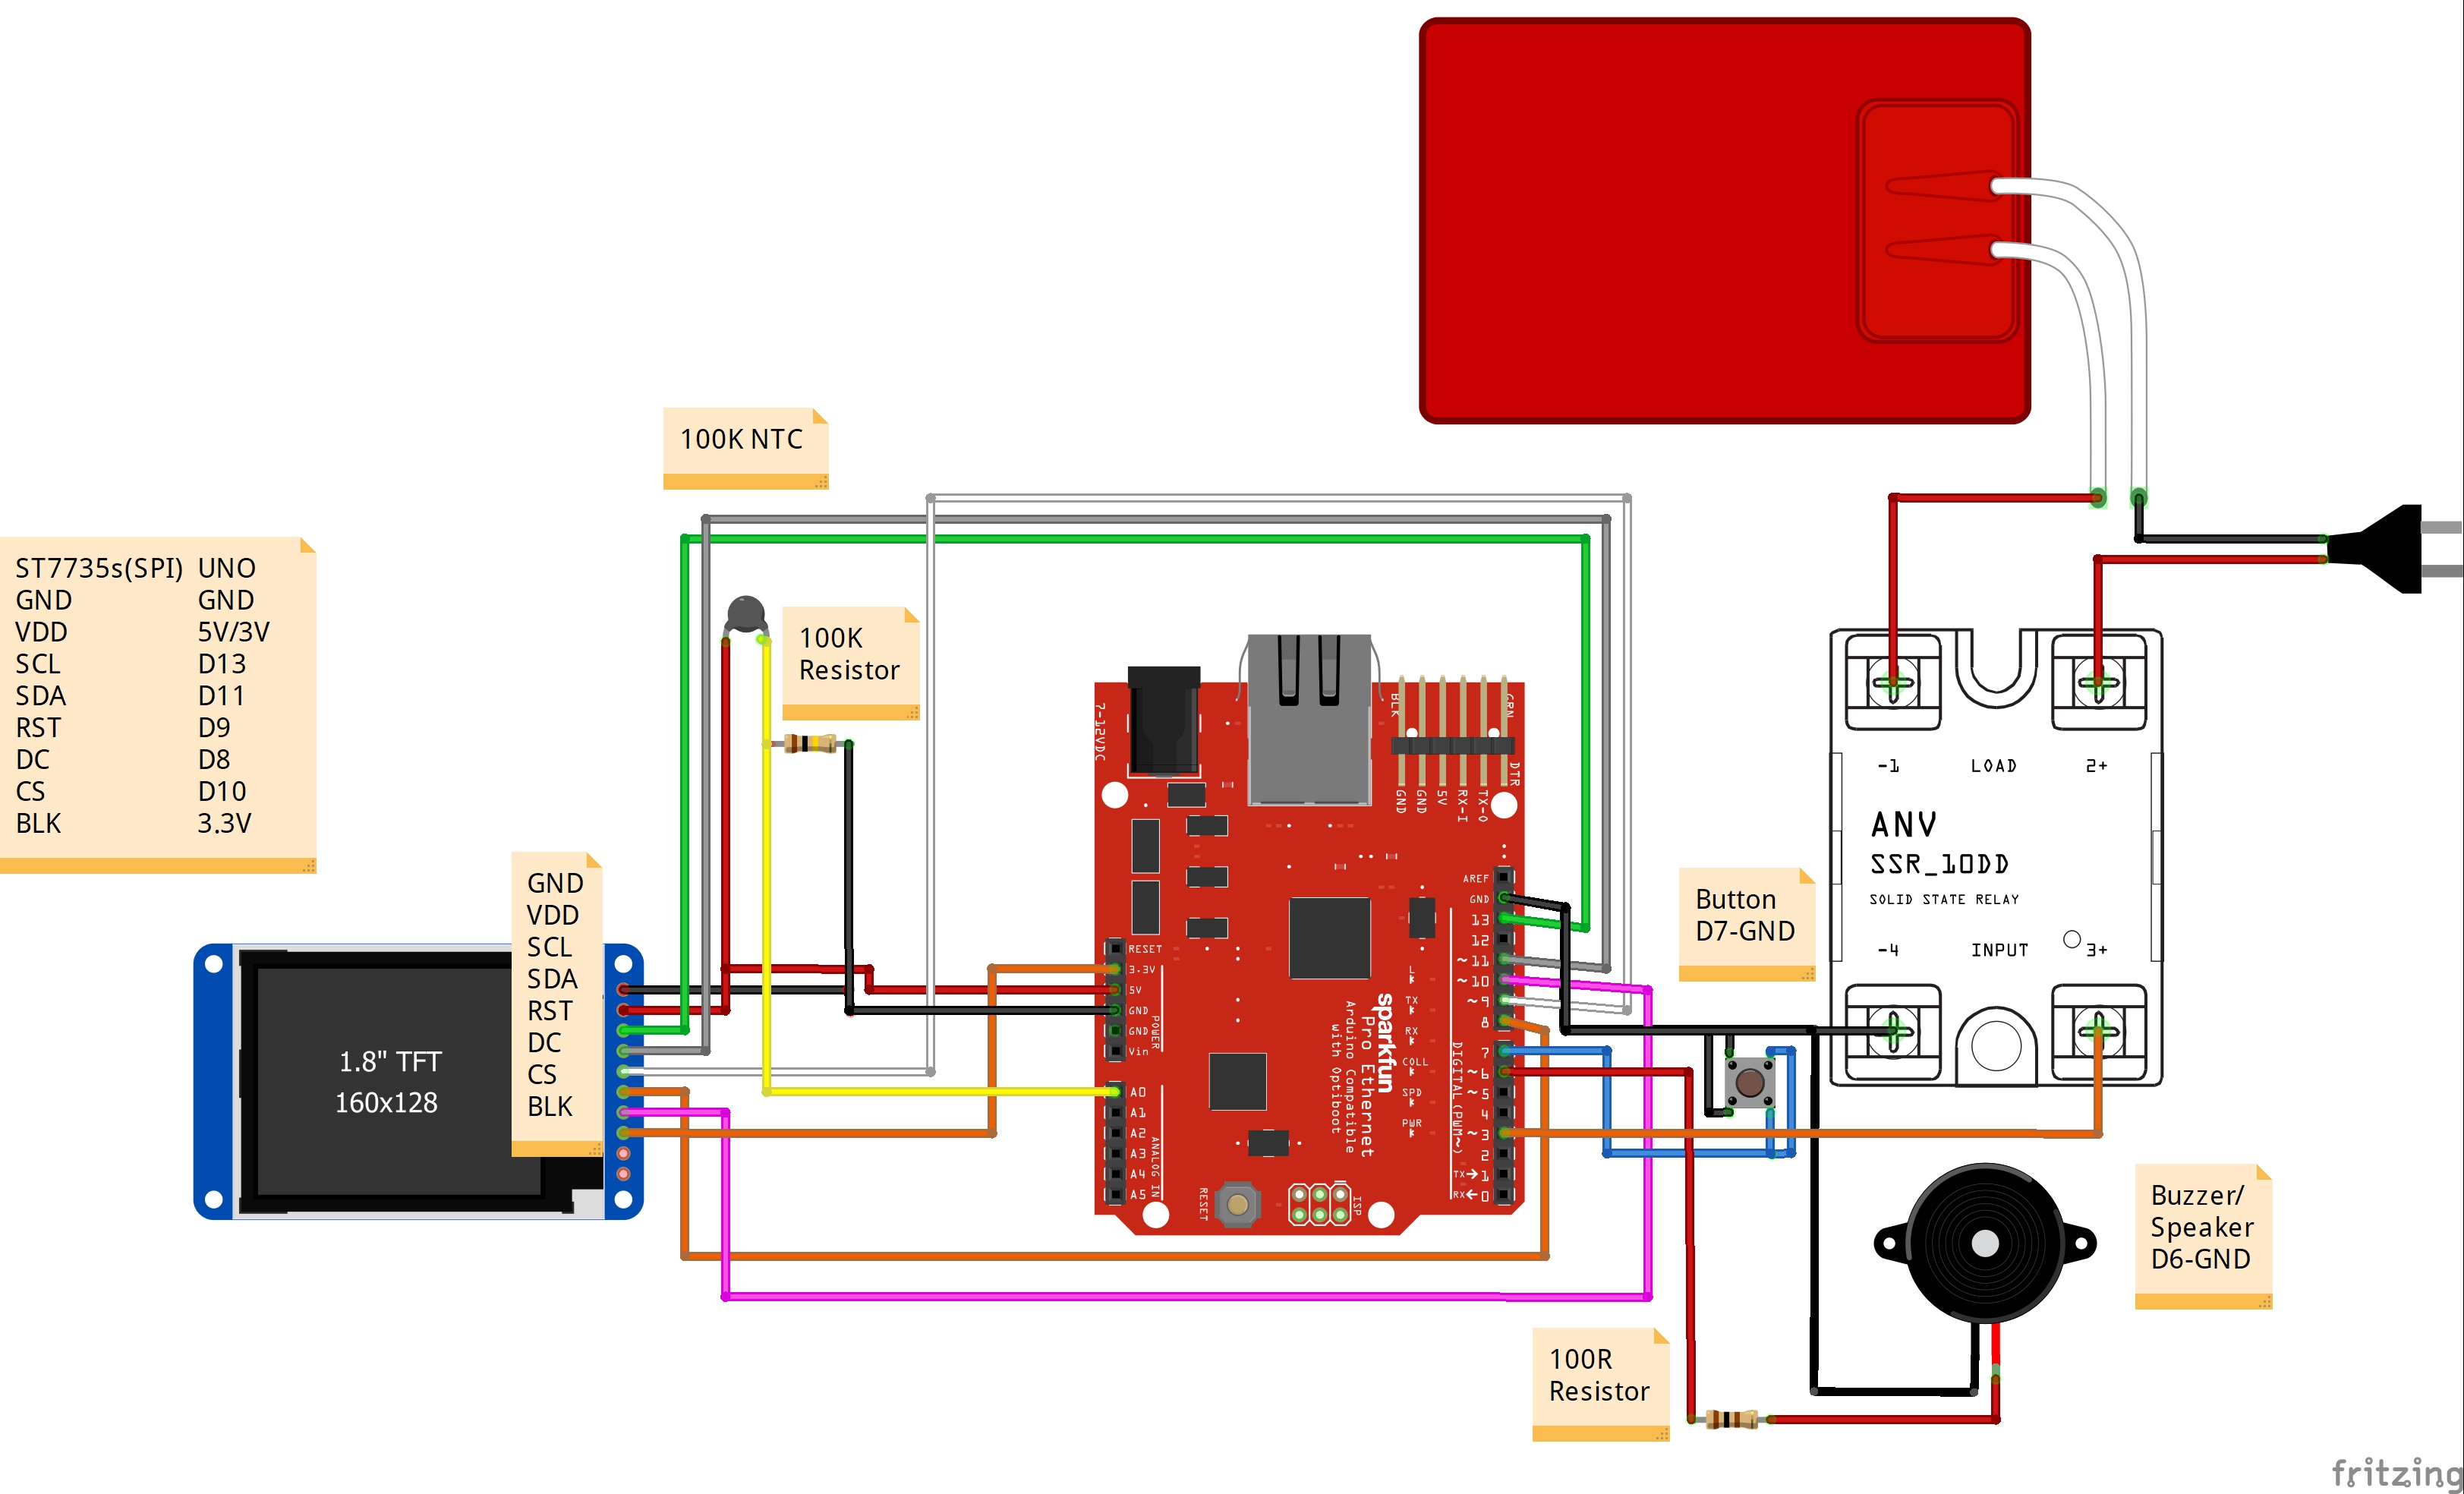 100K NTC
ST7735s(SPI) UNO
GND GND
VDD 5V/3V
SCL D13
SDA D11
RST D9
DC D8
CS D10
BLK 3.3V
100K
Resistor
GND
VDD
SCL
SDA
RST
DC
CS
BLK
1.8" TFT
160x128
7-12VDC
BLK
GRN
DTR
GND
GND
5V
RX-I
TX-O
RESET
3.3V
5V
GND
GND
Vin
POWER
A0
A1
A2
A3
A4
A5
ANALOG IN
AREF
GND
13
12
~11
~10
~9
8
7
~6
~5
4
~3
2
TX→1
RX←0
DIGITAL (PWM~)
L
TX
RX
COLL
SPD
PWR
sparkfun
Pro Ethernet
Arduino Compatible
with Optiboot
RESET
ISP
Button
D7-GND
-1 LOAD 2+
ANV
SSR_10DD
SOLID STATE RELAY
-4 INPUT 3+
Buzzer/
Speaker
D6-GND
100R
Resistor
fritzing